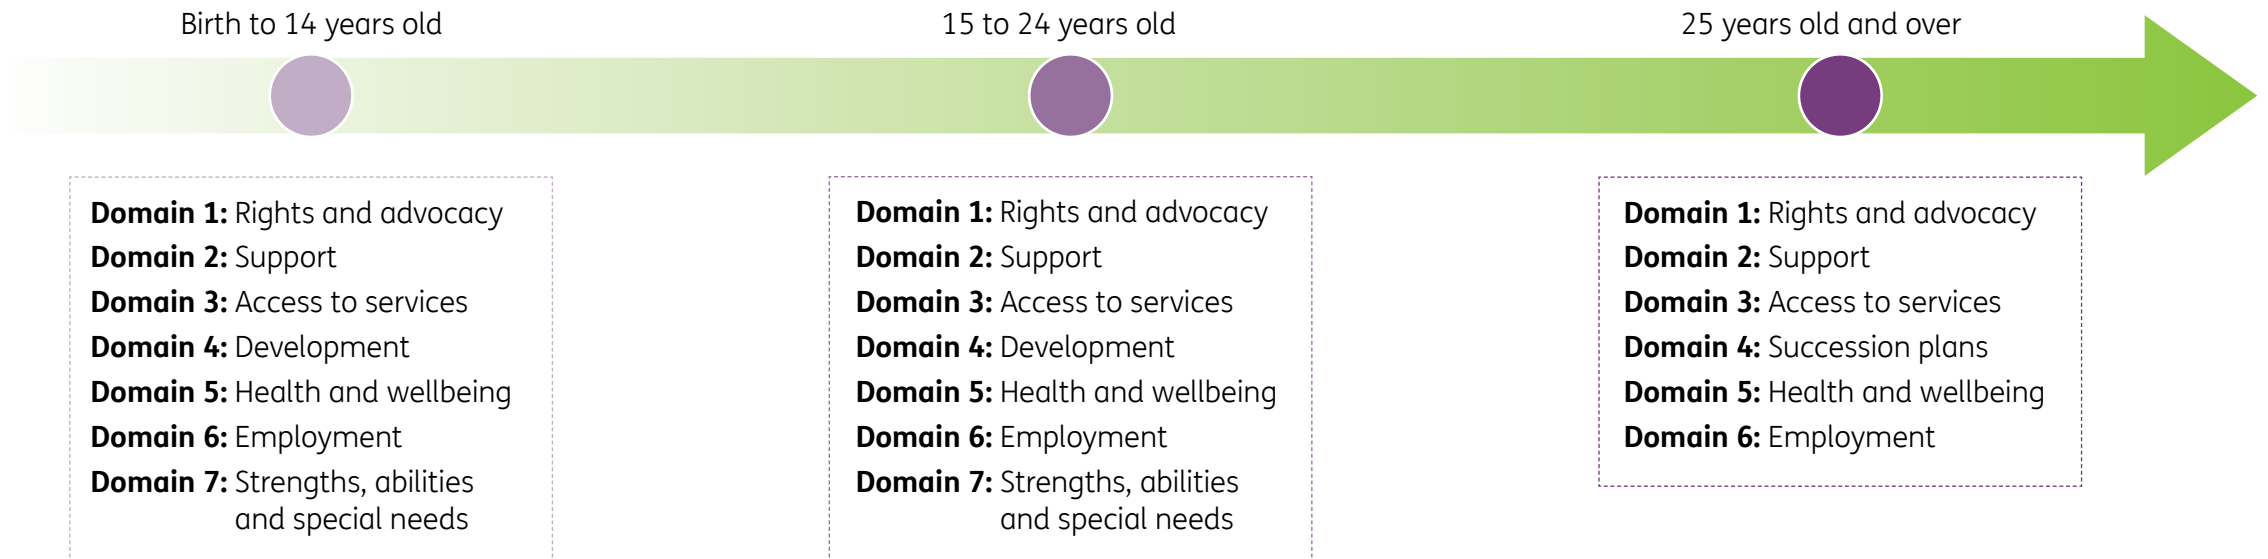 Birth to 14 years old
Domain 1: Rights and advocacy
Domain 2: Support
Domain 3: Access to services
Domain 4: Development
Domain 5: Health and wellbeing
Domain 6: Employment
Domain 7: Strengths, abilities
and special needs
15 to 24 years old
Domain 1: Rights and advocacy
Domain 2: Support
Domain 3: Access to services
Domain 4: Development
Domain 5: Health and wellbeing
Domain 6: Employment
Domain 7: Strengths, abilities
and special needs
25 years old and over
Domain 1: Rights and advocacy
Domain 2: Support
Domain 3: Access to services
Domain 4: Succession plans
Domain 5: Health and wellbeing
Domain 6: Employment